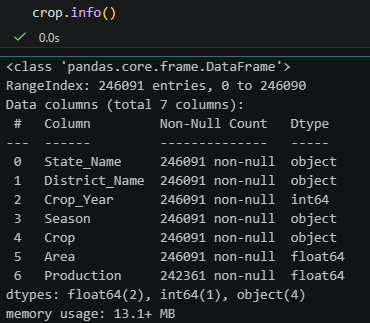 crop.info()
0.0s
<class 'pandas.core.frame.DataFrame'>
RangeIndex: 246091 entries, 0 to 246090
Data columns (total 7 columns):
 #   Column         Non-Null Count   Dtype
---  ------         --------------   -----
 0   State_Name     246091 non-null  object
 1   District_Name  246091 non-null  object
 2   Crop_Year      246091 non-null  int64
 3   Season         246091 non-null  object
 4   Crop           246091 non-null  object
 5   Area           246091 non-null  float64
 6   Production     242361 non-null  float64
dtypes: float64(2), int64(1), object(4)
memory usage: 13.1+ MB